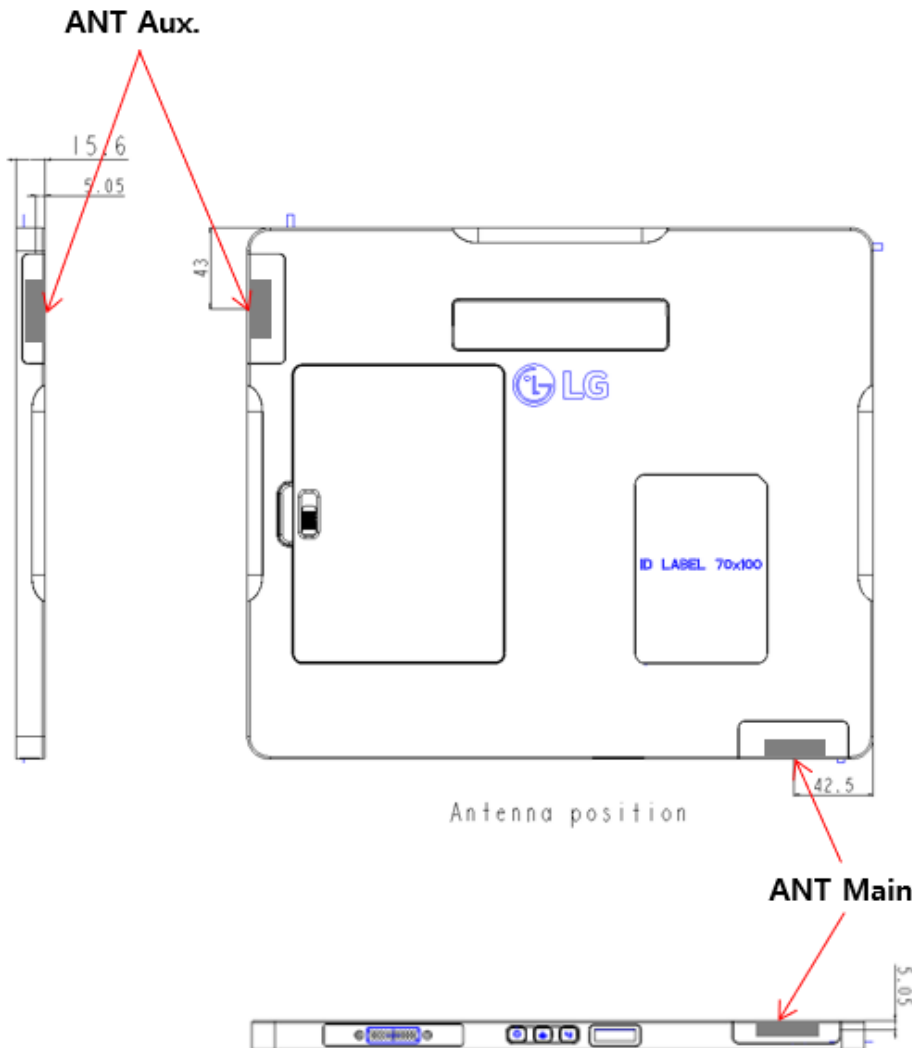 ANT Aux.
15.6
5.05
43
LG
ID LABEL 70x100
42.5
Antenna position
ANT Main
5.05